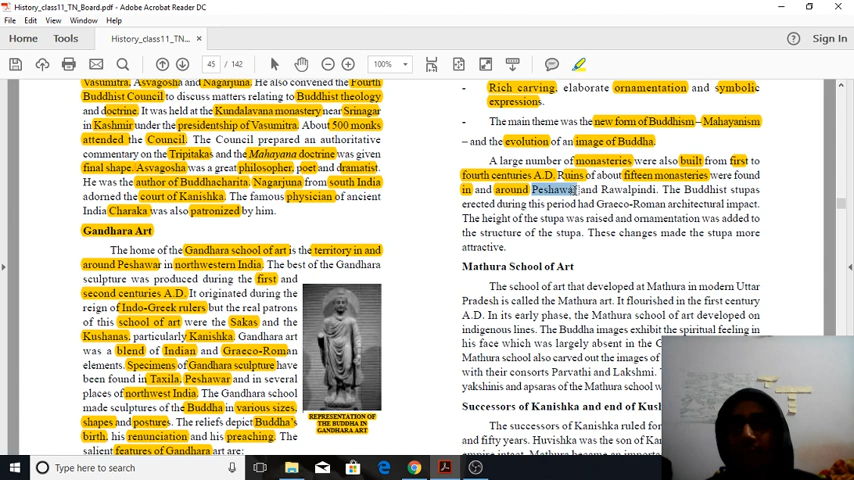 History_class11_TN_Board.pdf - Adobe Acrobat Reader DC
File Edit View Window Help
Home Tools History_class11_TN_... × Sign In
45 / 142 100%
Vasumitra, Asvagosha and Nagarjuna. He also convened the Fourth
Buddhist Council to discuss matters relating to Buddhist theology
and doctrine. It was held at the Kundalavana monastery near Srinagar
in Kashmir under the presidentship of Vasumitra. About 500 monks
attended the Council. The Council prepared an authoritative
commentary on the Tripitakas and the Mahayana doctrine was given
final shape. Asvagosha was a great philosopher, poet and dramatist.
He was the author of Buddhacharita. Nagarjuna from south India
adorned the court of Kanishka. The famous physician of ancient
India Charaka was also patronized by him.
Gandhara Art
The home of the Gandhara school of art is the territory in and
around Peshawar in northwestern India. The best of the Gandhara
sculpture was produced during the first and
second centuries A.D. It originated during the
reign of Indo-Greek rulers but the real patrons
of this school of art were the Sakas and the
Kushanas, particularly Kanishka. Gandhara art
was a blend of Indian and Graeco-Roman
elements. Specimens of Gandhara sculpture have
been found in Taxila, Peshawar and in several
places of northwest India. The Gandhara school
made sculptures of the Buddha in various sizes,
shapes and postures. The reliefs depict Buddha's
birth, his renunciation and his preaching. The
salient features of Gandhara art are:
REPRESENTATION OF
THE BUDDHA IN
GANDHARA ART
- Rich carving, elaborate ornamentation and symbolic
expressions.
- The main theme was the new form of Buddhism – Mahayanism
– and the evolution of an image of Buddha.
A large number of monasteries were also built from first to
fourth centuries A.D. Ruins of about fifteen monasteries were found
in and around Peshawar and Rawalpindi. The Buddhist stupas
erected during this period had Graeco-Roman architectural impact.
The height of the stupa was raised and ornamentation was added to
the structure of the stupa. These changes made the stupa more
attractive.
Mathura School of Art
The school of art that developed at Mathura in modern Uttar
Pradesh is called the Mathura art. It flourished in the first century
A.D. In its early phase, the Mathura school of art developed on
indigenous lines. The Buddha images exhibit the spiritual feeling in
his face which was largely absent in the
Mathura school also carved out the images of
with their consorts Parvathi and Lakshmi.
yakshinis and apsaras of the Mathura school
Successors of Kanishka and end of
The successors of Kanishka ruled
and fifty years. Huvishka was the son of
empire intact. Mathura became an
Type here to search